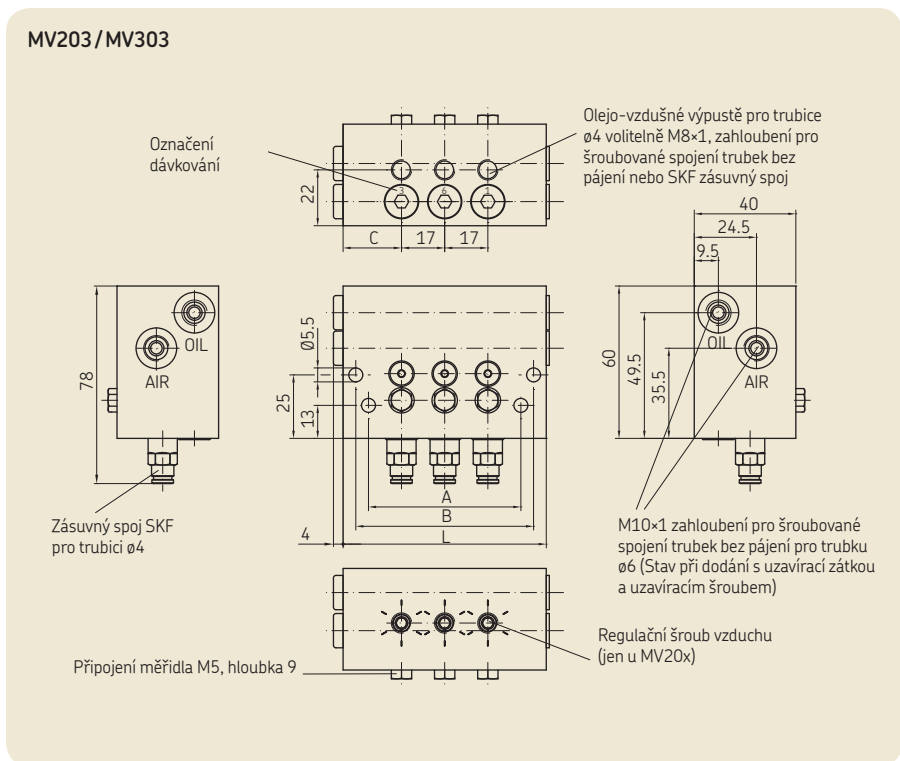 MV203/MV303
Označení
dávkování
Olejo-vzdušné výpustě pro trubice
ø4 volitelně M8×1, zahloubení pro
šroubované spojení trubek bez
pájení nebo SKF zásuvný spoj
22
3
6
1
C
17
17
40
24.5
9.5
78
OIL
AIR
Ø5.5
25
13
A
B
L
4
60
49.5
35.5
OIL
AIR
Zásuvný spoj SKF
pro trubici ø4
M10×1 zahloubení pro šroubované
spojení trubek bez pájení pro trubku
ø6 (Stav při dodání s uzavírací zátkou
a uzavíracím šroubem)
Regulační šroub vzduchu
(jen u MV20x)
Připojení měřidla M5, hloubka 9